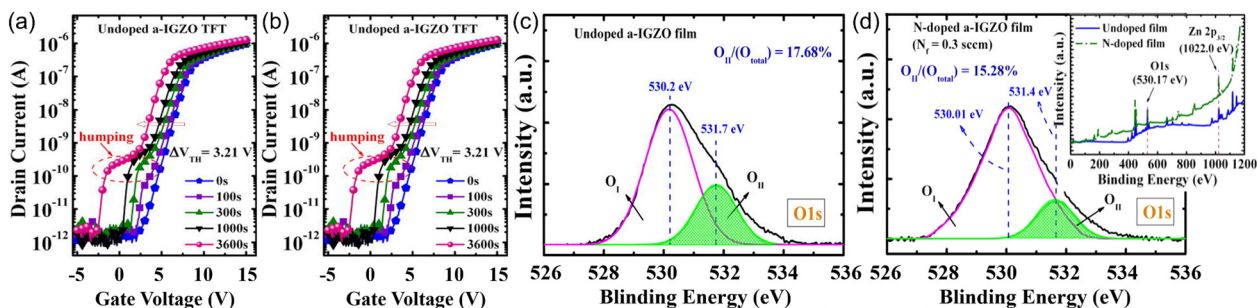 (a)
Undoped a-IGZO TFT
Drain Current (A)
10⁻⁶
10⁻⁷
10⁻⁸
10⁻⁹
10⁻¹⁰
10⁻¹¹
10⁻¹²
humping
ΔV_TH = 3.21 V
0s
100s
300s
1000s
3600s
-5 0 5 10 15
Gate Voltage (V)
(b)
Undoped a-IGZO TFT
Drain Current (A)
10⁻⁶
10⁻⁷
10⁻⁸
10⁻⁹
10⁻¹⁰
10⁻¹¹
10⁻¹²
humping
ΔV_TH = 3.21 V
0s
100s
300s
1000s
3600s
-5 0 5 10 15
Gate Voltage (V)
(c)
Undoped a-IGZO film
O_II/(O_total) = 17.68%
530.2 eV
531.7 eV
O_I
O_II
O1s
Intensity (a.u.)
526 528 530 532 534 536
Blinding Energy (eV)
(d)
N-doped a-IGZO film
(N_f = 0.3 sccm)
O_II/(O_total) = 15.28%
531.4 eV
530.01 eV
O_I
O_II
O1s
Intensity (a.u.)
526 528 530 532 534 536
Blinding Energy (eV)
Undoped film
N-doped film
Zn 2p_3/2
(1022.0 eV)
O1s
(530.17 eV)
Intensity (a.u.)
0 200 400 600 800 1000 1200
Binding Energy (eV)